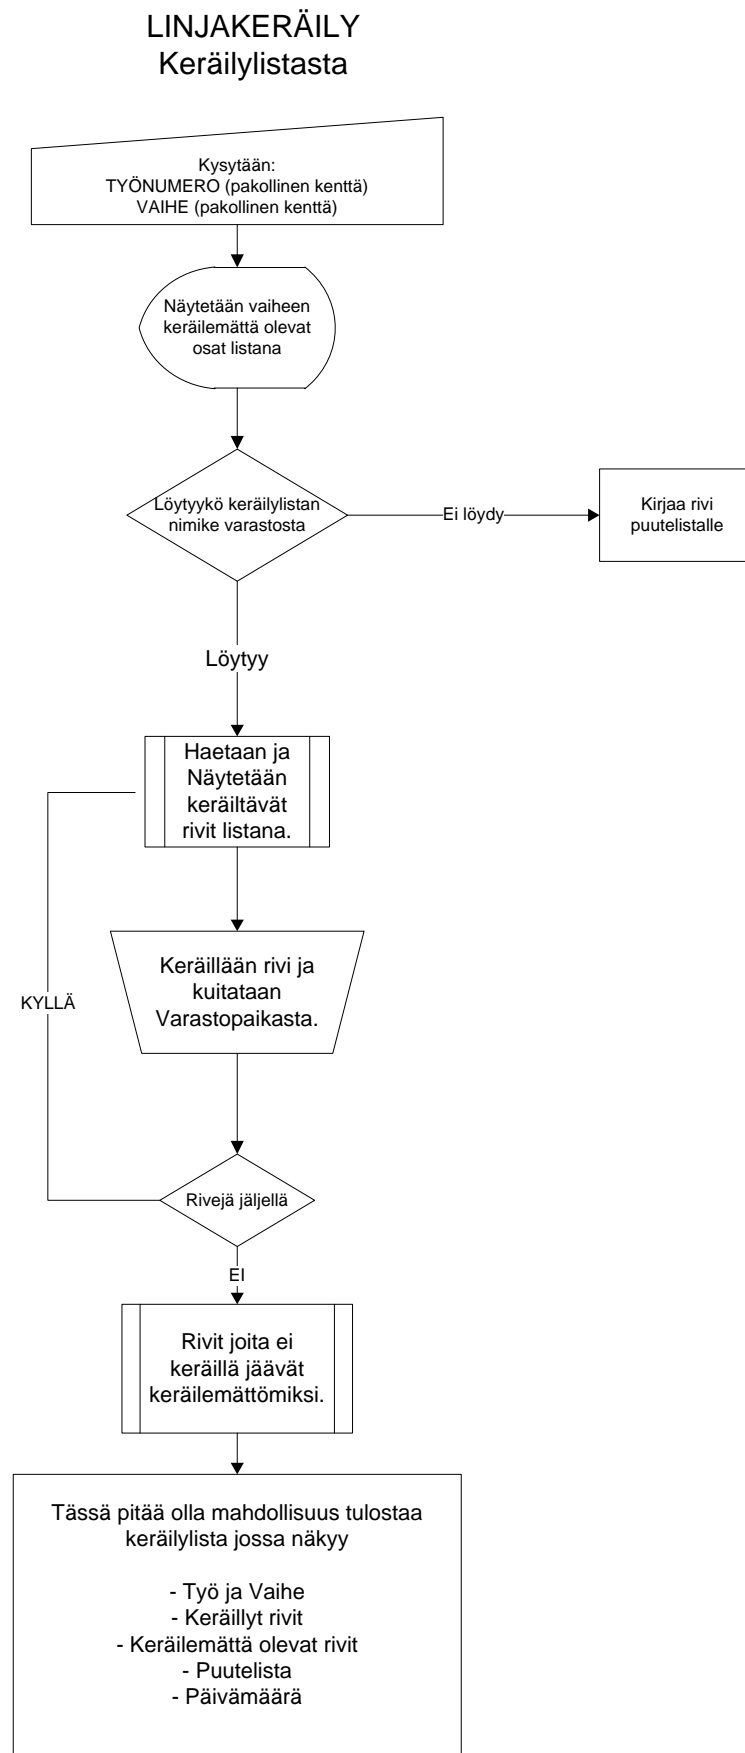 LINJAKERÄILY
Keräilylistasta
Kysytään:
TYÖNUMERO (pakollinen kenttä)
VAIHE (pakollinen kenttä)
Näytetään vaiheen
keräilemättä olevat
osat listana
Löytyykö keräilylistan
nimike varastosta
Ei löydy
Kirjaa rivi
puutelistalle
Löytyy
Haetaan ja
Näytetään
keräiltävät
rivit listana.
Keräillään rivi ja
kuitataan
Varastopaikasta.
KYLLÄ
Rivejä jäljellä
EI
Rivit joita ei
keräillä jäävät
keräilemättömiksi.
Tässä pitää olla mahdollisuus tulostaa
keräilylista jossa näkyy
- Työ ja Vaihe
- Keräillyt rivit
- Keräilemättä olevat rivit
- Puutelista
- Päivämäärä